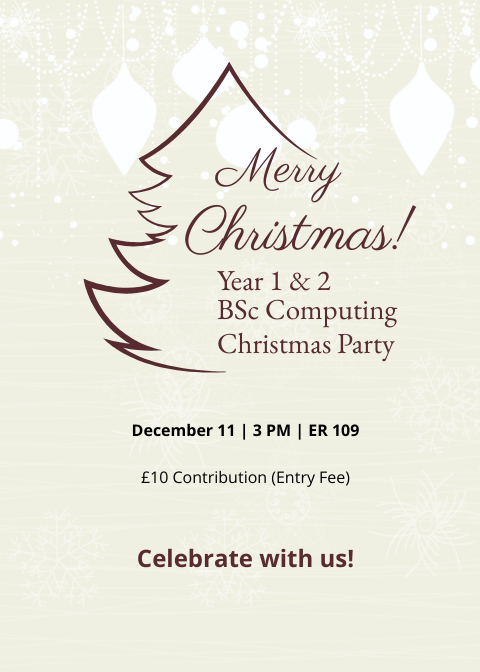 Merry
Christmas!
Year 1 & 2
BSc Computing
Christmas Party
December 11 | 3 PM | ER 109
£10 Contribution (Entry Fee)
Celebrate with us!